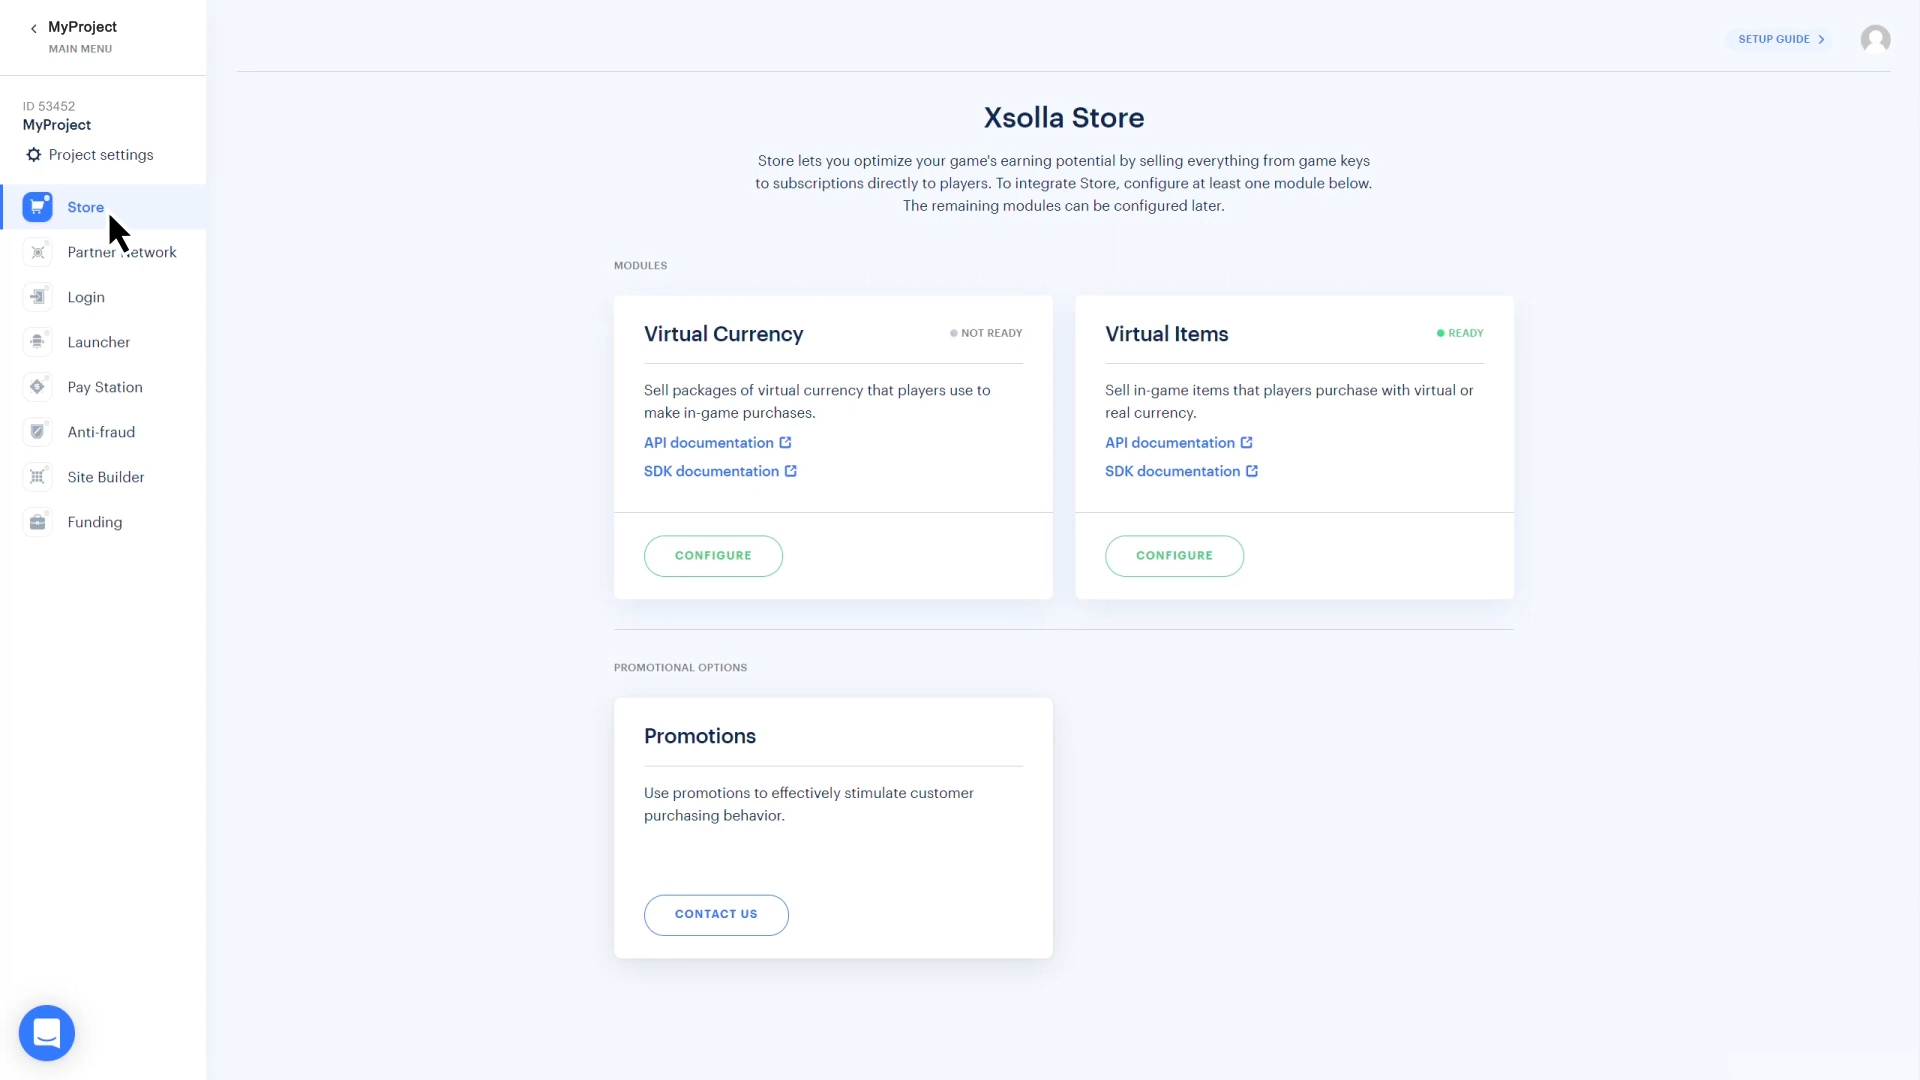 MyProject
MAIN MENU
ID 53452
MyProject
Project settings
Store
Partner Network
Login
Launcher
Pay Station
Anti-fraud
Site Builder
Funding
SETUP GUIDE
Xsolla Store
Store lets you optimize your game's earning potential by selling everything from game keys
to subscriptions directly to players. To integrate Store, configure at least one module below.
The remaining modules can be configured later.
MODULES
Virtual Currency
NOT READY
Sell packages of virtual currency that players use to
make in-game purchases.
API documentation
SDK documentation
CONFIGURE
Virtual Items
READY
Sell in-game items that players purchase with virtual or
real currency.
API documentation
SDK documentation
CONFIGURE
PROMOTIONAL OPTIONS
Promotions
Use promotions to effectively stimulate customer
purchasing behavior.
CONTACT US